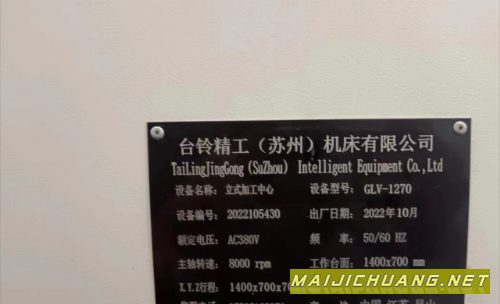 台铃精工（苏州）机床有限公司
TaiLingJingGong (SuZhou) Intelligent Equipment Co.,Ltd
设备名称: 立式加工中心 设备型号: GLV-1270
设备编号: 2022105430 出厂日期: 2022年10月
额定电压: AC380V 频 率: 50/60 HZ
主轴转速: 8000 rpm 工作台面: 1400x700 mm
X.Y.Z行程: 1400x700x70
MAIJICHUANG.NET